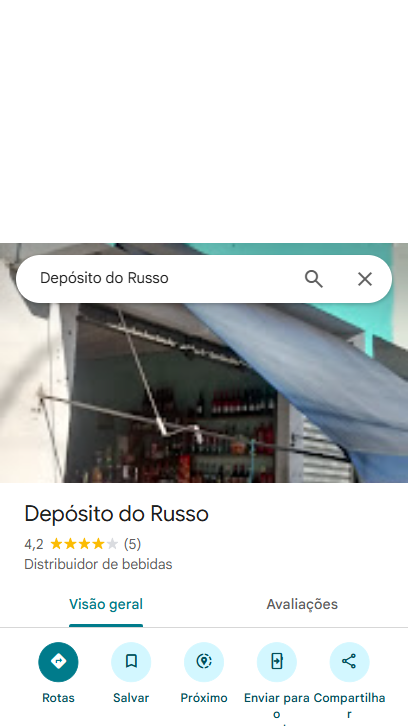 Depósito do Russo
Depósito do Russo
4,2 (5)
Distribuidor de bebidas
Visão geral Avaliações
Rotas Salvar Próximo Enviar para Compartilha
o r